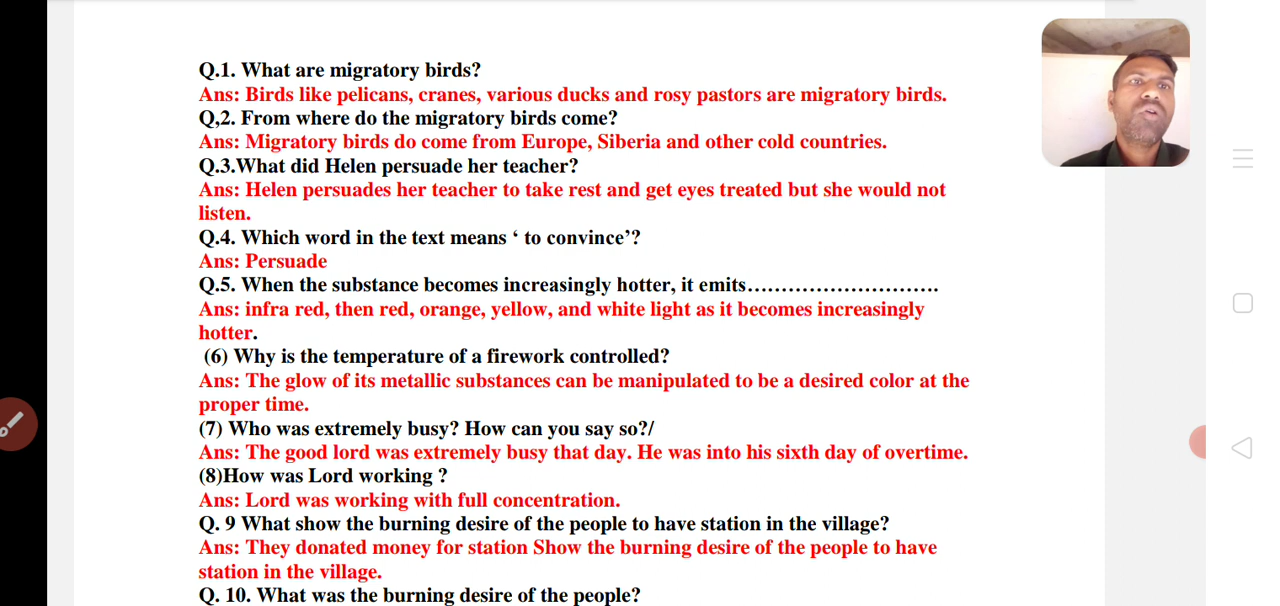 Q.1. What are migratory birds?
Ans: Birds like pelicans, cranes, various ducks and rosy pastors are migratory birds.
Q,2. From where do the migratory birds come?
Ans: Migratory birds do come from Europe, Siberia and other cold countries.
Q.3.What did Helen persuade her teacher?
Ans: Helen persuades her teacher to take rest and get eyes treated but she would not
listen.
Q.4. Which word in the text means ‘ to convince’?
Ans: Persuade
Q.5. When the substance becomes increasingly hotter, it emits............................
Ans: infra red, then red, orange, yellow, and white light as it becomes increasingly
hotter.
(6) Why is the temperature of a firework controlled?
Ans: The glow of its metallic substances can be manipulated to be a desired color at the
proper time.
(7) Who was extremely busy? How can you say so?/
Ans: The good lord was extremely busy that day. He was into his sixth day of overtime.
(8)How was Lord working ?
Ans: Lord was working with full concentration.
Q. 9 What show the burning desire of the people to have station in the village?
Ans: They donated money for station Show the burning desire of the people to have
station in the village.
Q. 10. What was the burning desire of the people?